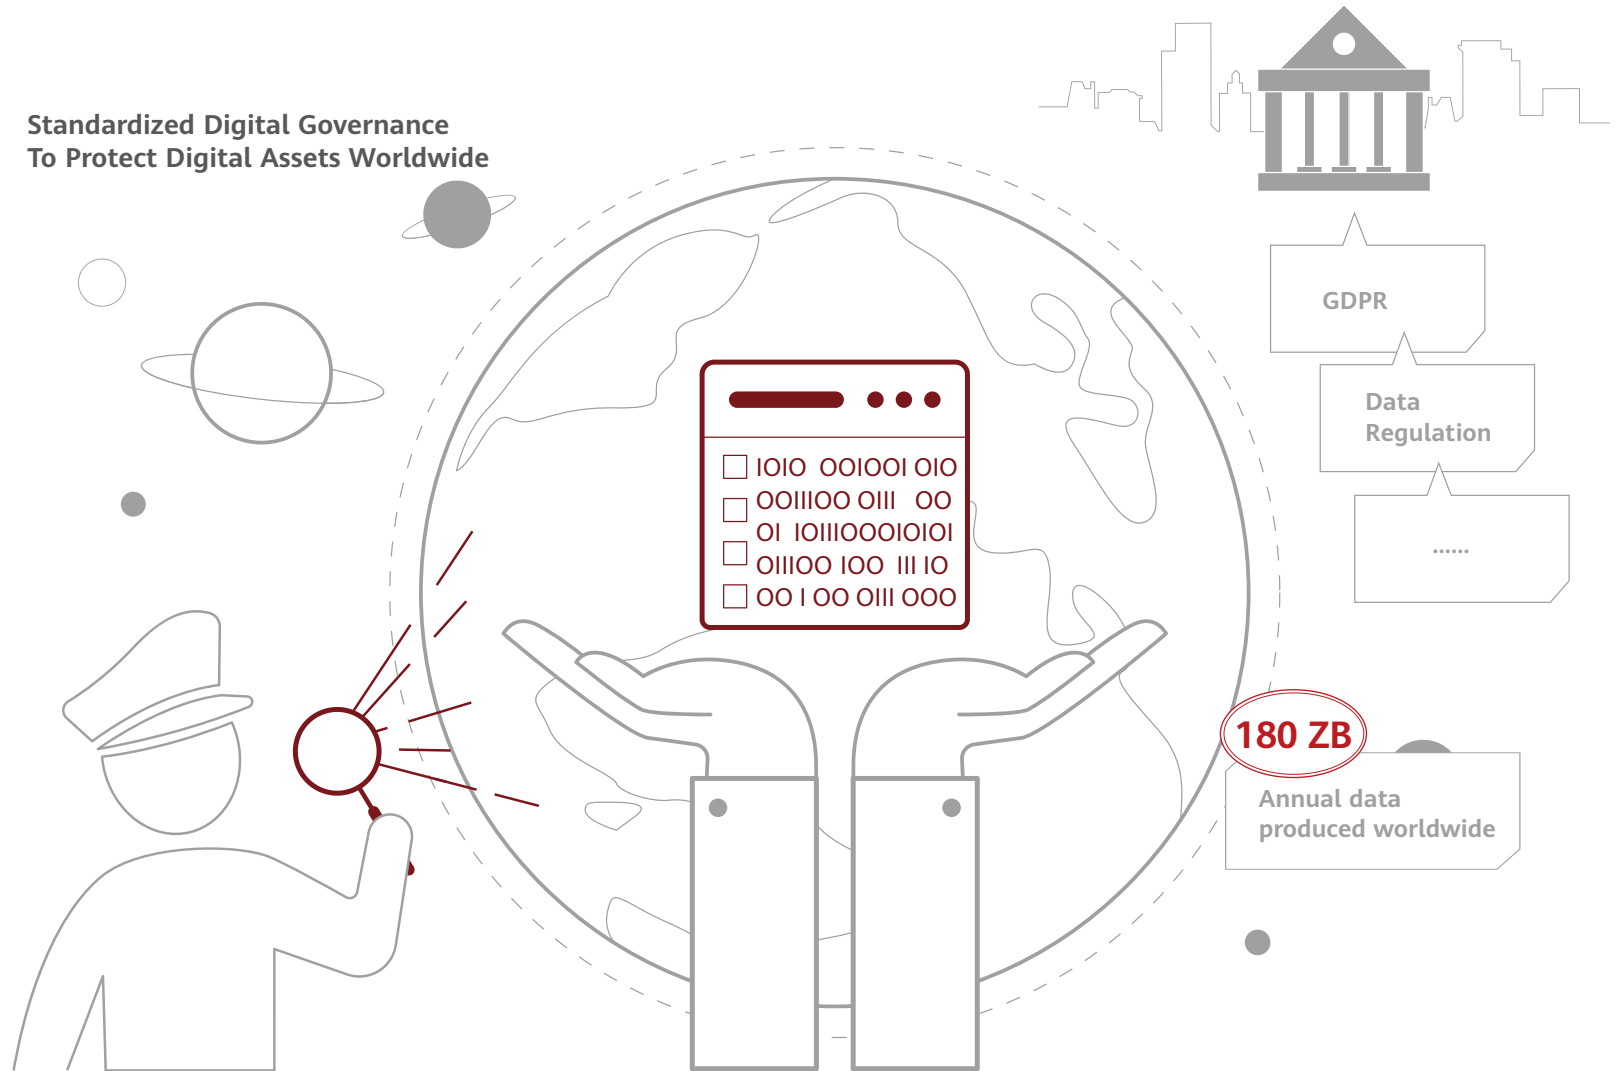 Standardized Digital Governance
To Protect Digital Assets Worldwide
GDPR
Data
Regulation
......
IOIO OOIOOI OIO
OOIIIOO OIII OO
OI IOIIIOOOIOIOI
OIIIOO IOO III IO
OO I OO OIII OOO
180 ZB
Annual data
produced worldwide